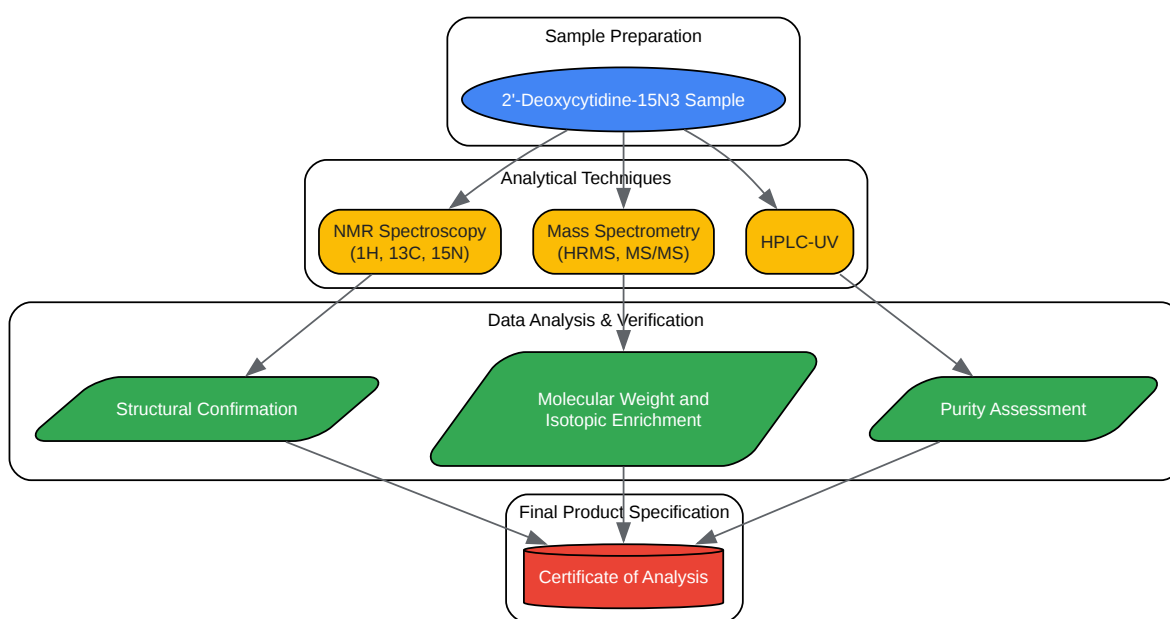 Sample Preparation
2'-Deoxycytidine-15N3 Sample
Analytical Techniques
NMR Spectroscopy
(1H, 13C, 15N)
Mass Spectrometry
(HRMS, MS/MS)
HPLC-UV
Data Analysis & Verification
Structural Confirmation
Molecular Weight and
Isotopic Enrichment
Purity Assessment
Final Product Specification
Certificate of Analysis